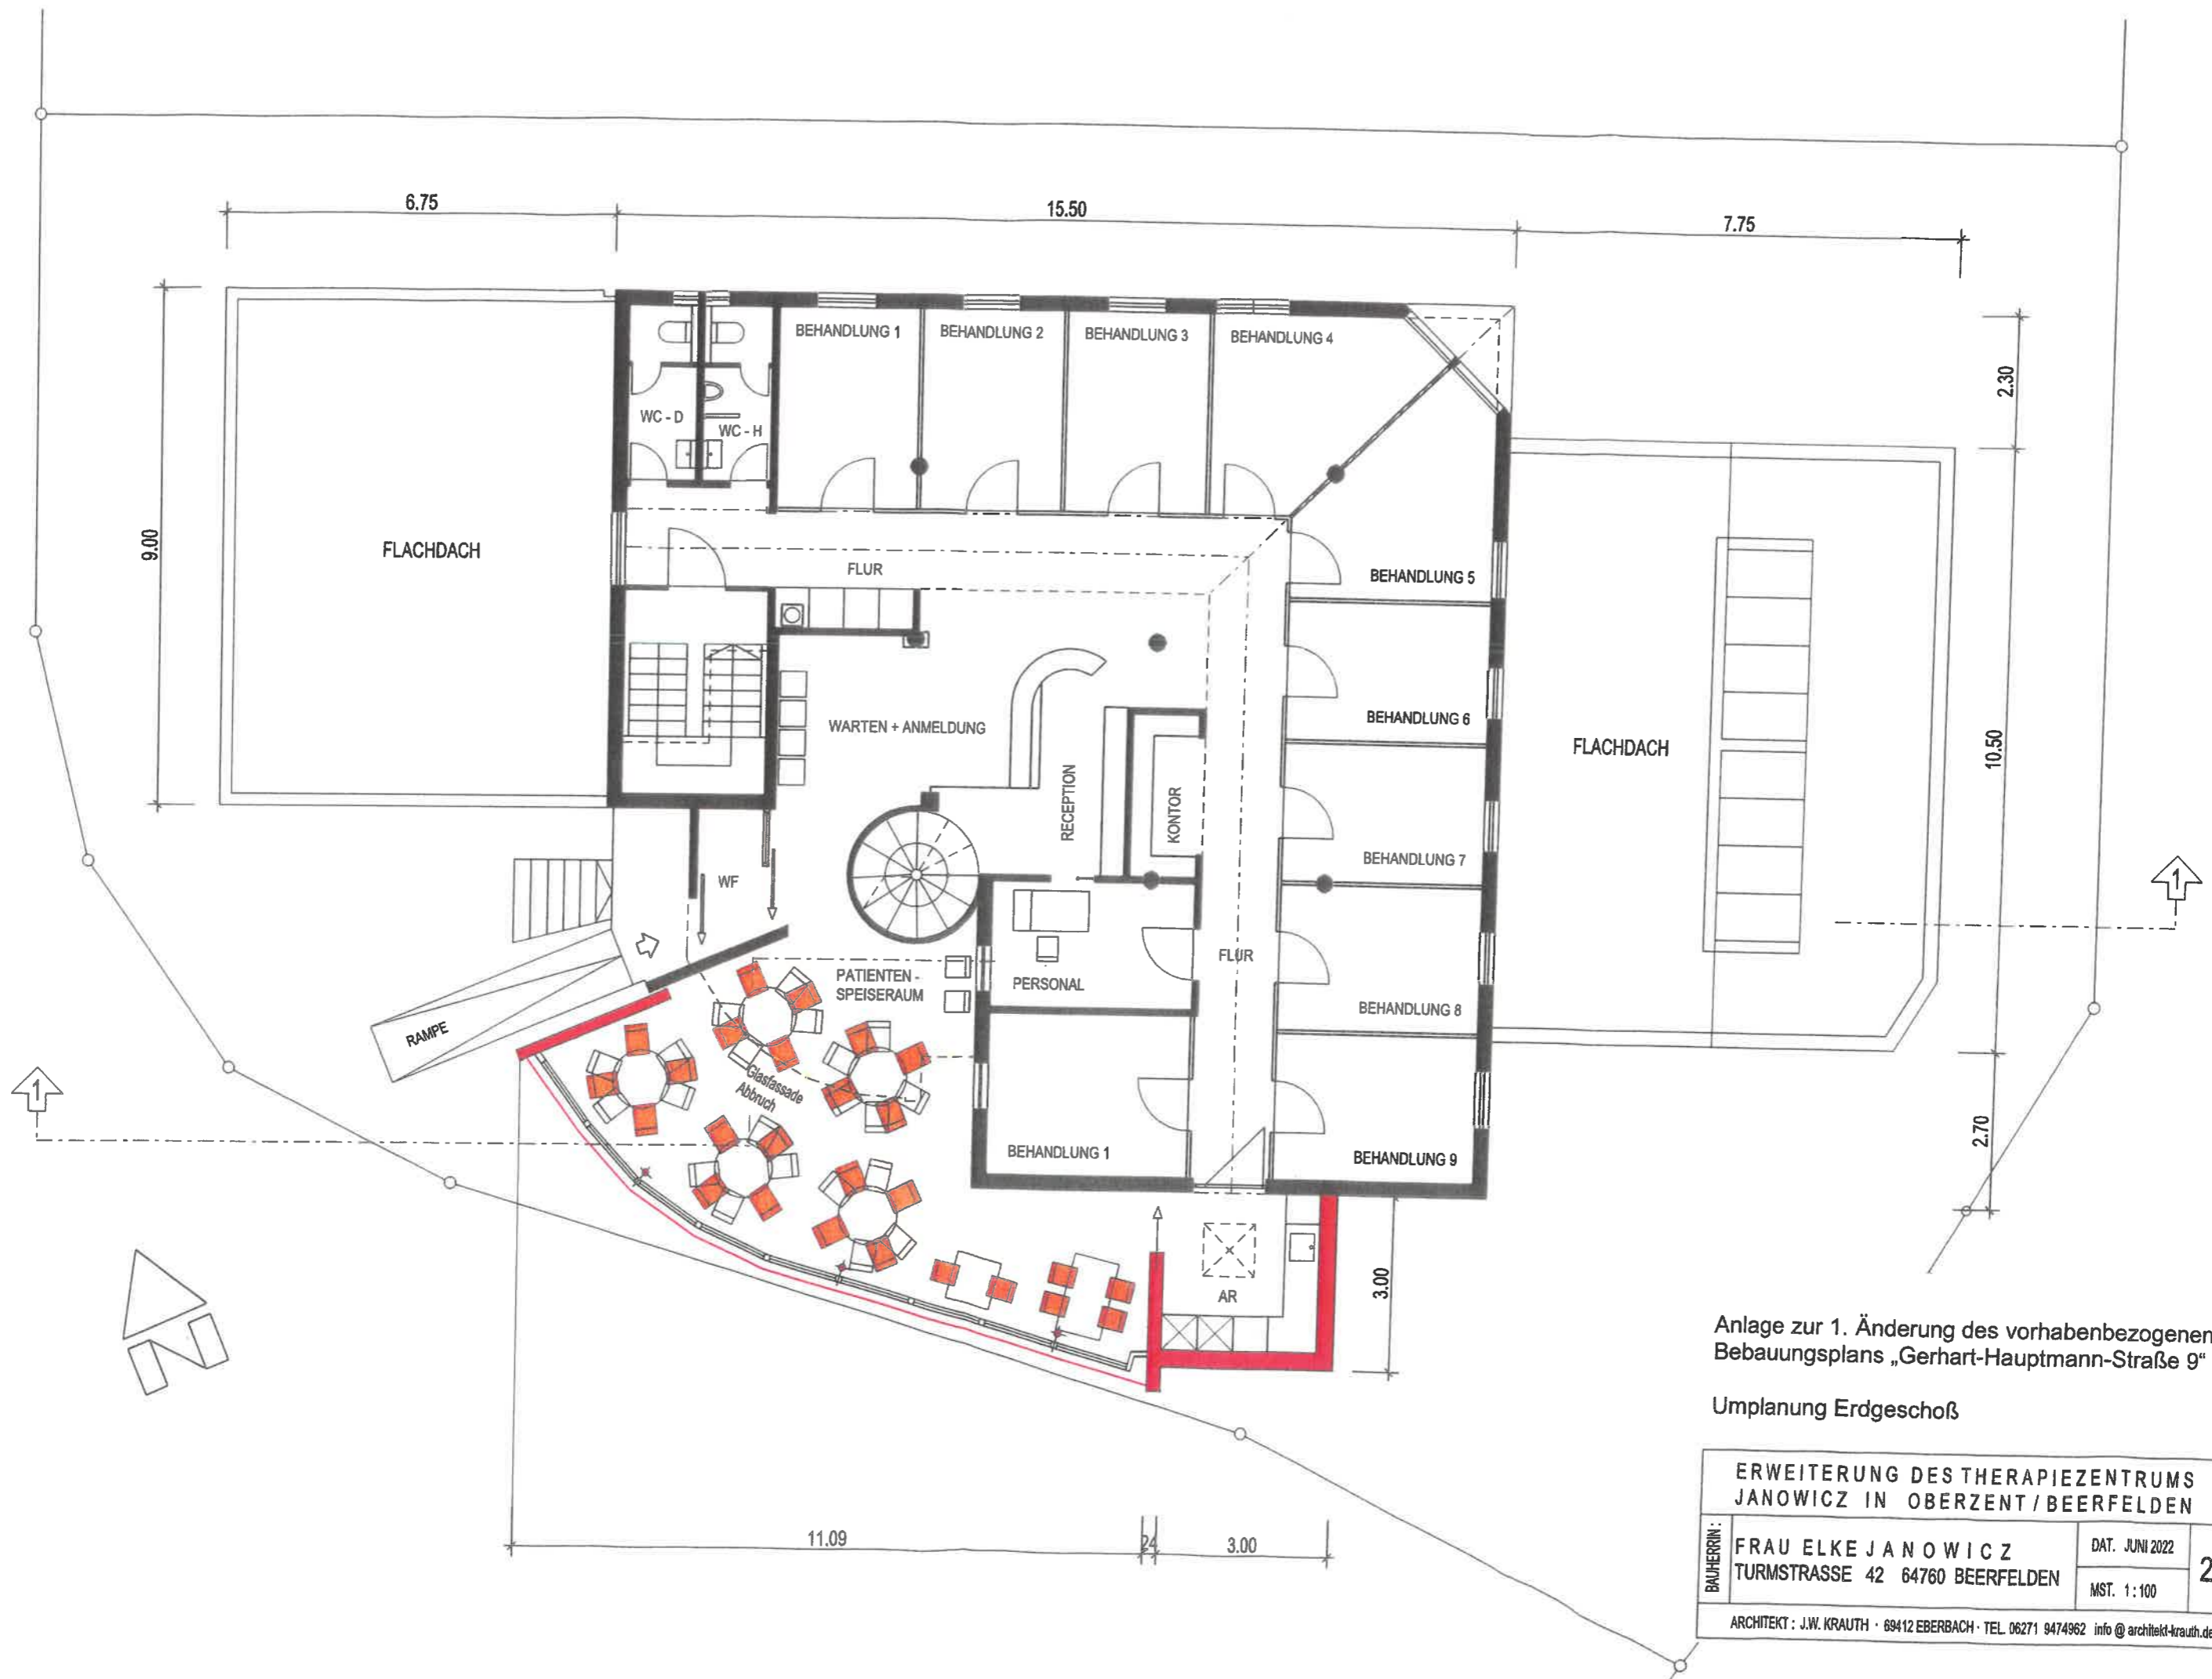 6.75
15.50
7.75
9.00
2.30
10.50
2.70
BEHANDLUNG 1
BEHANDLUNG 2
BEHANDLUNG 3
BEHANDLUNG 4
WC - D
WC - H
FLACHDACH
FLUR
BEHANDLUNG 5
WARTEN + ANMELDUNG
BEHANDLUNG 6
FLACHDACH
RECEPTION
KONTOR
BEHANDLUNG 7
WF
1
PATIENTEN -
SPEISERAUM
PERSONAL
FLUR
BEHANDLUNG 8
RAMPE
Glasfassade
Abbruch
1
BEHANDLUNG 1
BEHANDLUNG 9
AR
3.00
11.09
24
3.00
Anlage zur 1. Änderung des vorhabenbezogenen
Bebauungsplans „Gerhart-Hauptmann-Straße 9“
Umplanung Erdgeschoß
ERWEITERUNG DES THERAPIEZENTRUMS
JANOWICZ IN OBERZENT / BEERFELDEN
BAUHERRIN :
FRAU ELKE JANOWICZ
TURMSTRASSE 42 64760 BEERFELDEN
DAT. JUNI 2022
MST. 1 : 100
2
ARCHITEKT : J.W. KRAUTH · 69412 EBERBACH · TEL. 06271 9474962 info @ architekt-krauth.de